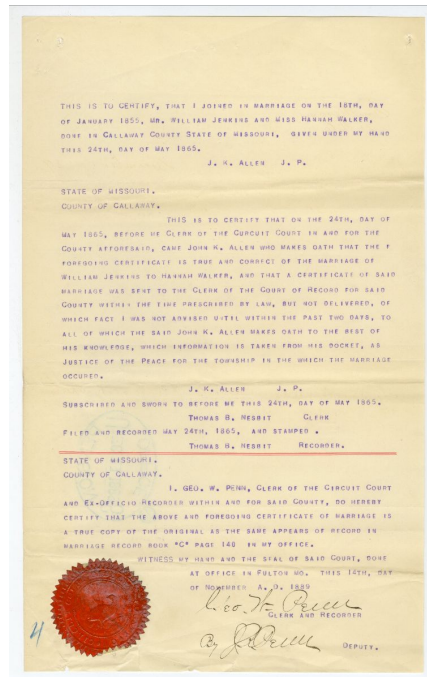 THIS IS TO CERTIFY, THAT I JOINED IN MARRIAGE ON THE 18TH, DAY
OF JANUARY 1855, MR. WILLIAM JENKINS AND MISS HANNAH WALKER,
DONE IN CALLAWAY COUNTY STATE OF MISSOURI, GIVEN UNDER MY HAND
THIS 24TH, DAY OF MAY 1865.
J. K. ALLEN J. P.
STATE OF MISSOURI.
COUNTY OF CALLAWAY.
THIS IS TO CERTIFY THAT ON THE 24TH, DAY OF
MAY 1865, BEFORE ME CLERK OF THE CURCUIT COURT IN AND FOR THE
COUNTY AFFORESAID, CAME JOHN K. ALLEN WHO MAKES OATH THAT THE F
FOREGOING CERTIFICATE IS TRUE AND CORRECT OF THE MARRIAGE OF
WILLIAM JENKINS TO HANNAH WALKER, AND THAT A CERTIFICATE OF SAID
MARRIAGE WAS SENT TO THE CLERK OF THE COURT OF RECORD FOR SAID
COUNTY WITHIN THE TIME PRESCRIBED BY LAW, BUT NOT DELIVERED, OF
WHICH FACT I WAS NOT ADVISED UTIL WITHIN THE PAST TWO DAYS, TO
ALL OF WHICH THE SAID JOHN K. ALLEN MAKES OATH TO THE BEST OF
HIS KNOWLEDGE, WHICH INFORMATION IS TAKEN FROM HIS DOCKET, AS
JUSTICE OF THE PEACE FOR THE TOWNSHIP IN THE WHICH THE MARRIAGE
OCCURED.
J. K. ALLEN J. P.
SUBSCRIBED AND SWORN TO BEFORE ME THIS 24TH, DAY OF MAY 1865.
THOMAS B. NESBIT CLERK
FILED AND RECORDED MAY 24TH, 1865, AND STAMPED.
THOMAS B. NESBIT RECORDER.
STATE OF MISSOURI.
COUNTY OF CALLAWAY.
I. GEO. W. PENN, CLERK OF THE CIRCUIT COURT
AND EX-OFFICIO RECORDER WITHIN AND FOR SAID COUNTY, DO HEREBY
CERTIFY THAT THE ABOVE AND FOREGOING CERTIFICATE OF MARRIAGE IS
A TRUE COPY OF THE ORIGINAL AS THE SAME APPEARS OF RECORD IN
MARRIAGE RECORD BOOK "C" PAGE 140 IN MY OFFICE.
WITNESS MY HAND AND THE SEAL OF SAID COURT, DONE
AT OFFICE IN FULTON MO. THIS 14TH, DAY
OF NOVEMBER A. D. 1889
Geo. W. Penn
CLERK AND RECORDER
By J. Penn
DEPUTY.
4